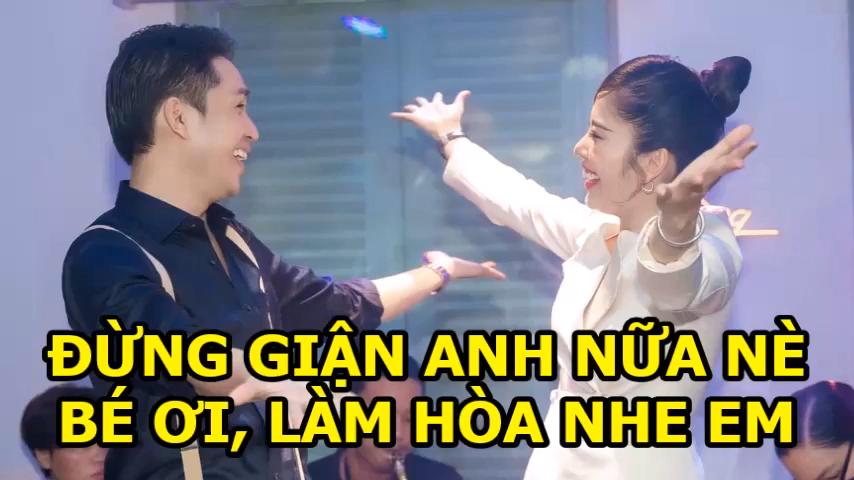 ĐỪNG GIẬN ANH NỮA NÈ
BÉ ƠI, LÀM HÒA NHE EM